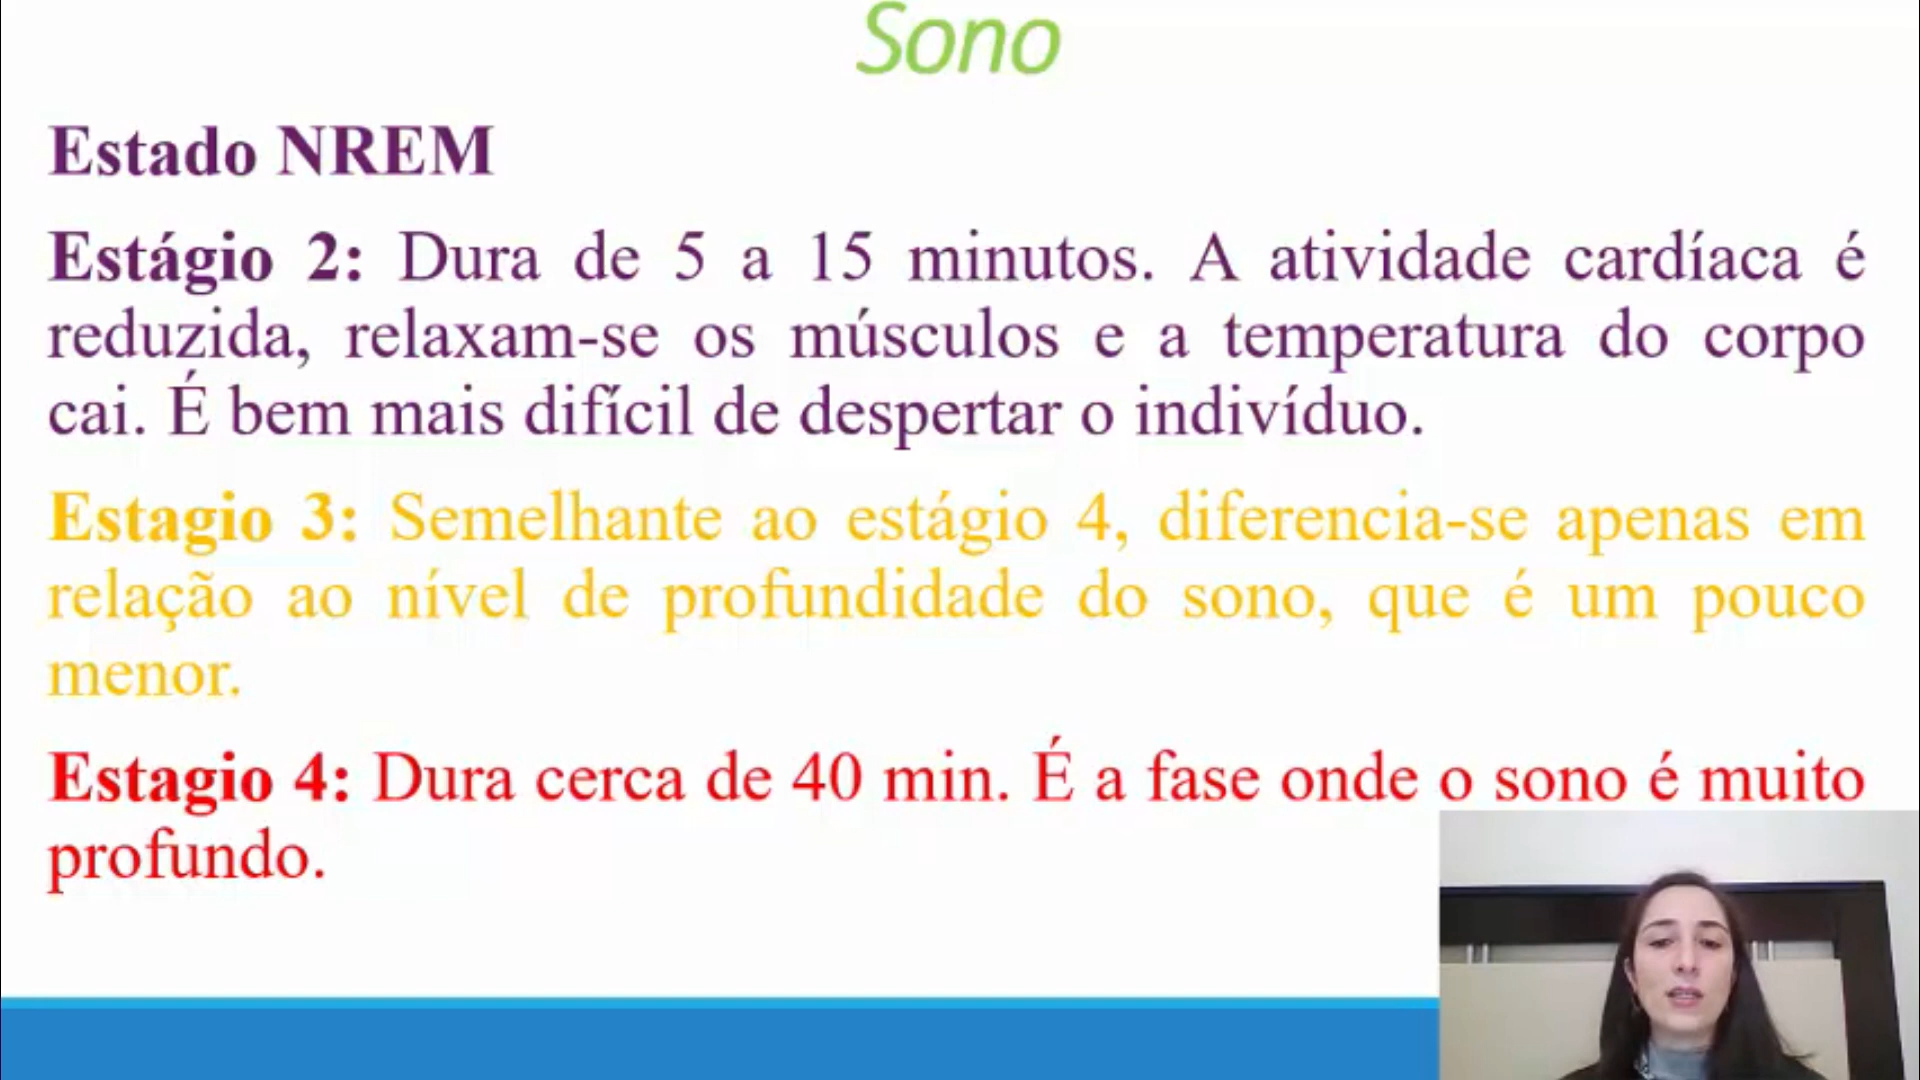 Sono
Estado NREM
Estágio 2: Dura de 5 a 15 minutos. A atividade cardíaca é
reduzida, relaxam-se os músculos e a temperatura do corpo
cai. É bem mais difícil de despertar o indivíduo.
Estagio 3: Semelhante ao estágio 4, diferencia-se apenas em
relação ao nível de profundidade do sono, que é um pouco
menor.
Estagio 4: Dura cerca de 40 min. É a fase onde o sono é muito
profundo.